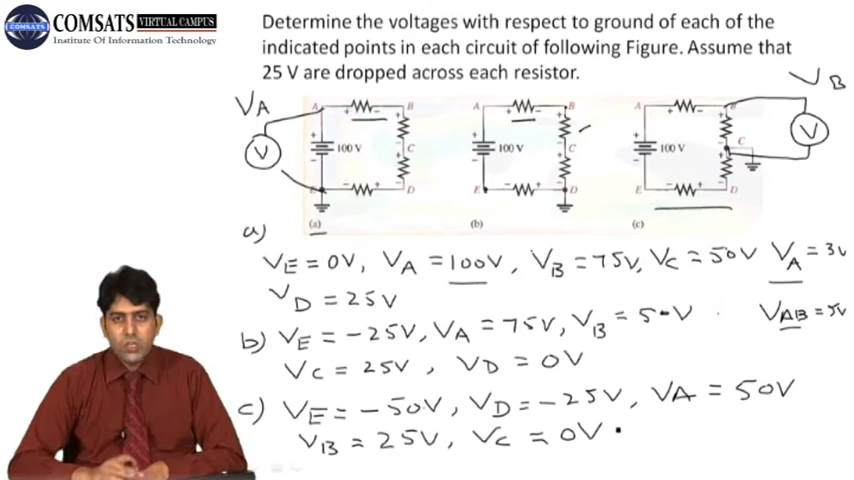 COMSATS VIRTUAL CAMPUS
Institute Of Information Technology
Determine the voltages with respect to ground of each of the
indicated points in each circuit of following Figure. Assume that
25 V are dropped across each resistor.
VA
VB
A B A B A B
V 100 V C 100 V C 100 V C V
E D E D E D
(a) (b) (c)
a)
VE = 0V, VA = 100V, VB = 75V, VC = 50V VA = 3V
VD = 25V
VAB = 5V
b) VE = -25V, VA = 75V, VB = 50V
VC = 25V, VD = 0V
c) VE = -50V, VD = -25V, VA = 50V
VB = 25V, VC = 0V.